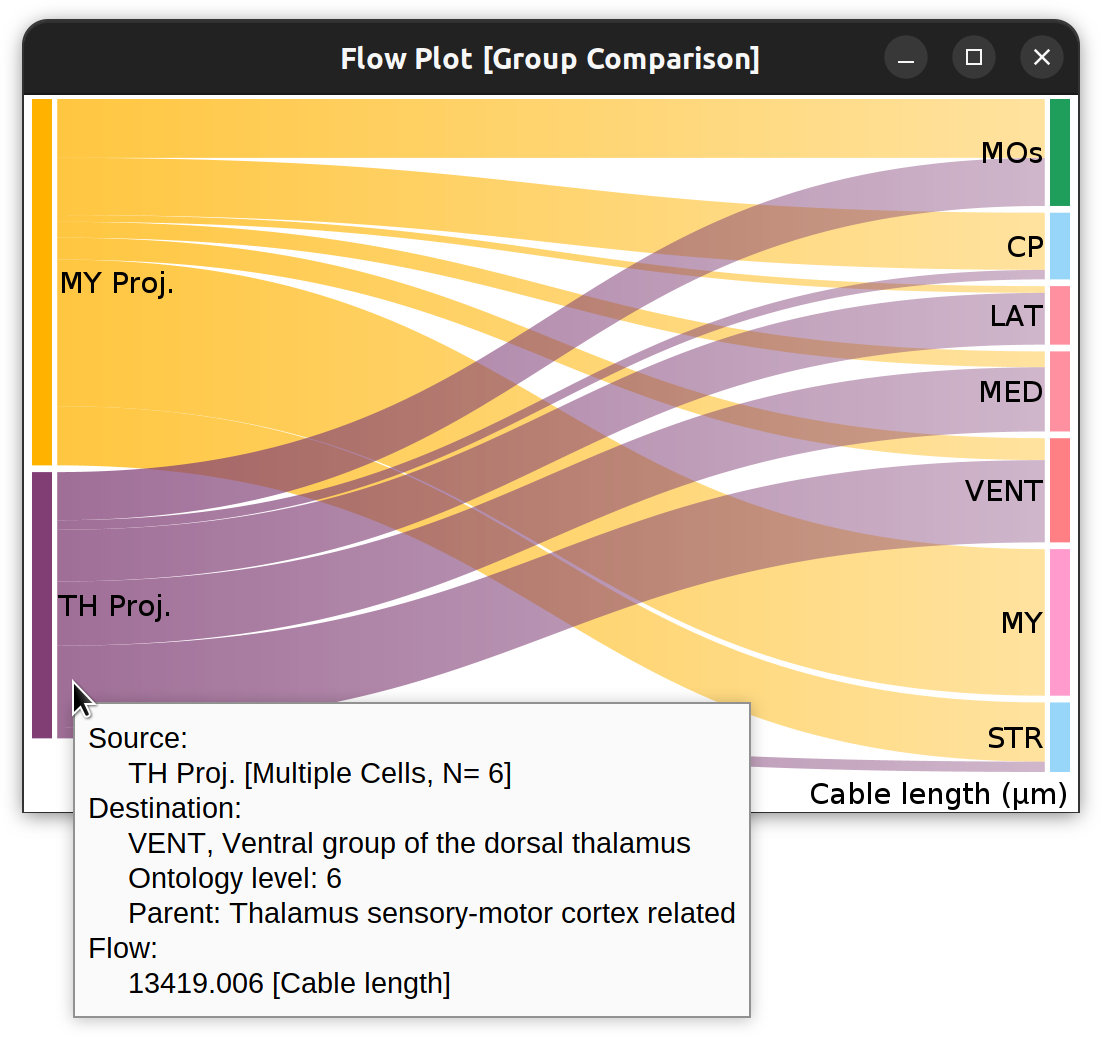 Flow Plot [Group Comparison]
MOs
CP
MY Proj.
LAT
MED
VENT
TH Proj.
MY
STR
Cable length (µm)
Source:
TH Proj. [Multiple Cells, N= 6]
Destination:
VENT, Ventral group of the dorsal thalamus
Ontology level: 6
Parent: Thalamus sensory-motor cortex related
Flow:
13419.006 [Cable length]